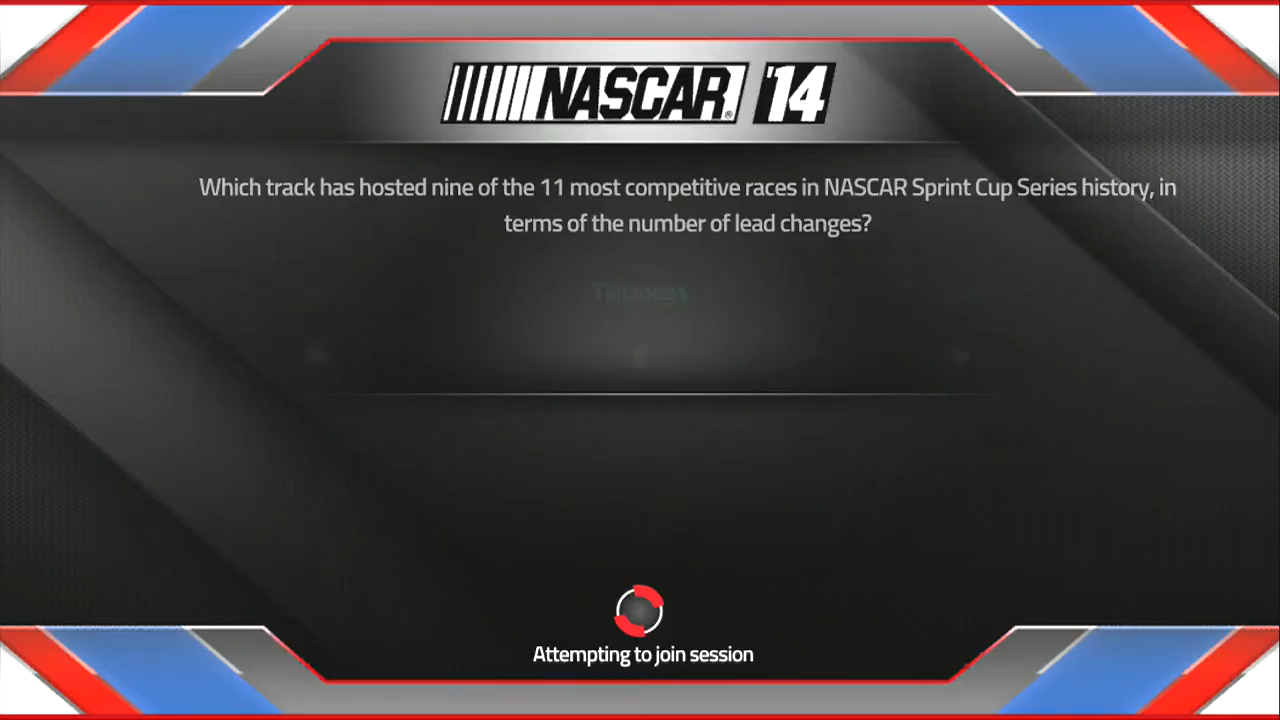 NASCAR® '14
Which track has hosted nine of the 11 most competitive races in NASCAR Sprint Cup Series history, in
terms of the number of lead changes?
Attempting to join session